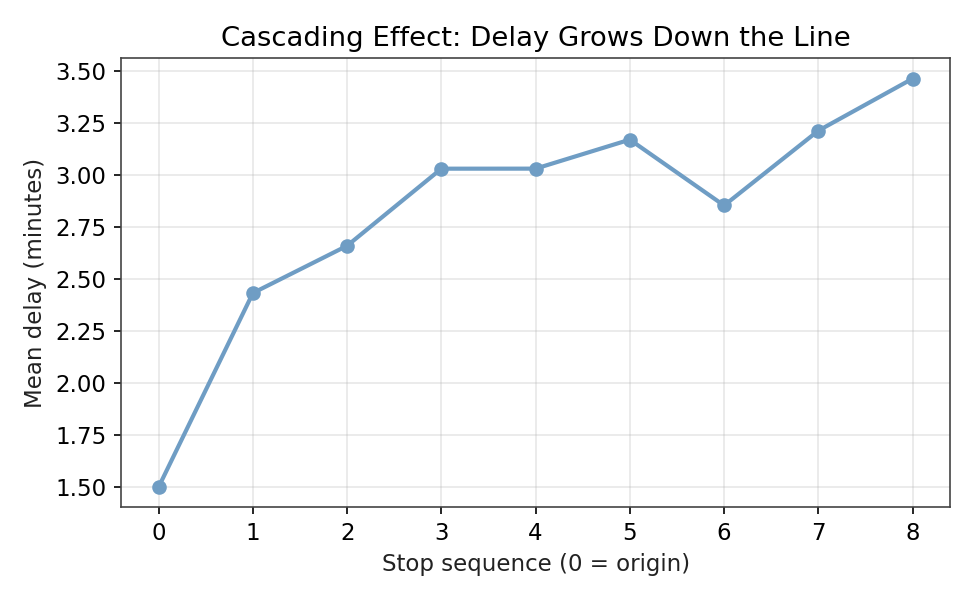 Cascading Effect: Delay Grows Down the Line
Mean delay (minutes)
3.50
3.25
3.00
2.75
2.50
2.25
2.00
1.75
1.50
0 1 2 3 4 5 6 7 8
Stop sequence (0 = origin)